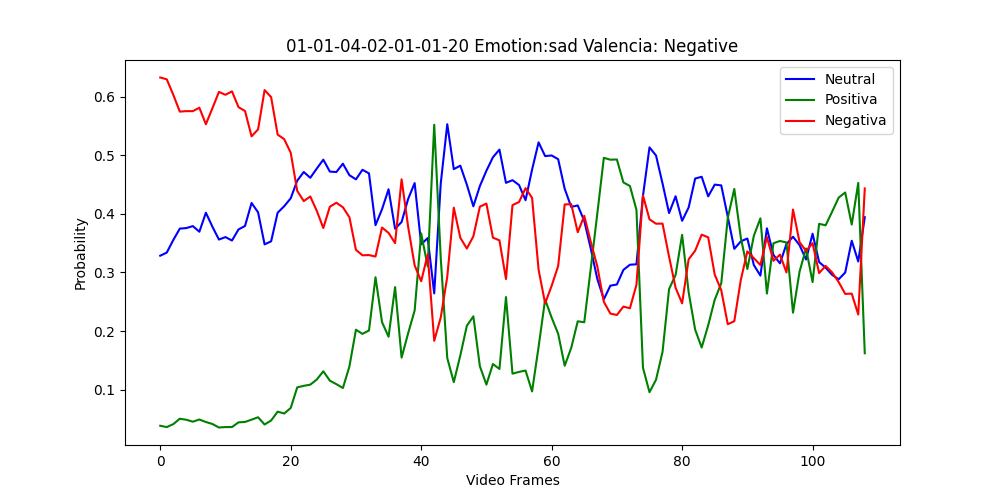 01-01-04-02-01-01-20 Emotion:sad Valencia: Negative
Neutral
Positiva
Negativa
Probability
0.6
0.5
0.4
0.3
0.2
0.1
0 20 40 60 80 100
Video Frames